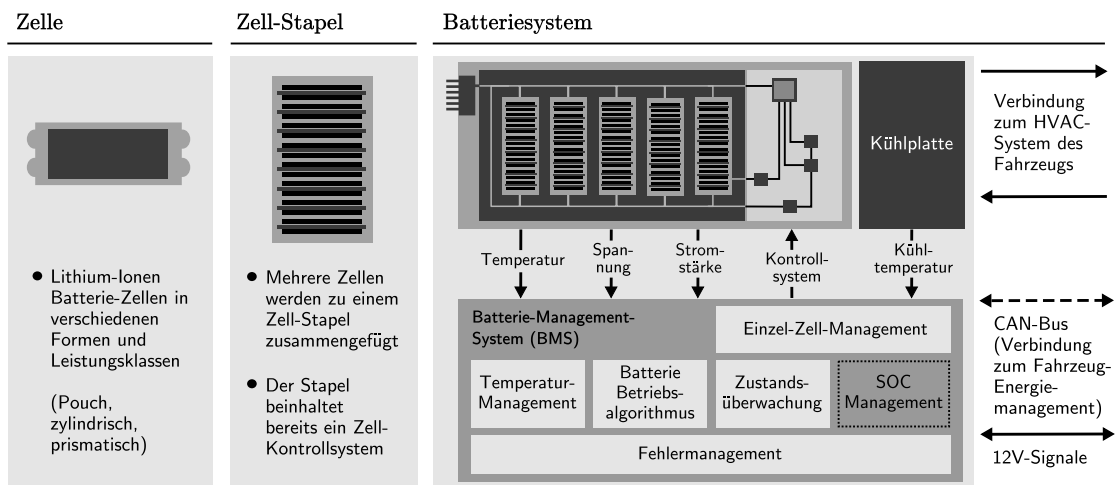 Zelle
Zell-Stapel
Batteriesystem
● Lithium-Ionen
Batterie-Zellen in
verschiedenen
Formen und
Leistungsklassen
(Pouch,
zylindrisch,
prismatisch)
● Mehrere Zellen
werden zu einem
Zell-Stapel
zusammengefügt
● Der Stapel
beinhaltet
bereits ein Zell-
Kontrollsystem
Kühlplatte
Temperatur
Span-
nung
Strom-
stärke
Kontroll-
system
Kühl-
temperatur
Batterie-Management-
System (BMS)
Einzel-Zell-Management
Temperatur-
Management
Batterie
Betriebs-
algorithmus
Zustands-
überwachung
SOC
Management
Fehlermanagement
Verbindung
zum HVAC-
System des
Fahrzeugs
CAN-Bus
(Verbindung
zum Fahrzeug-
Energie-
management)
12V-Signale